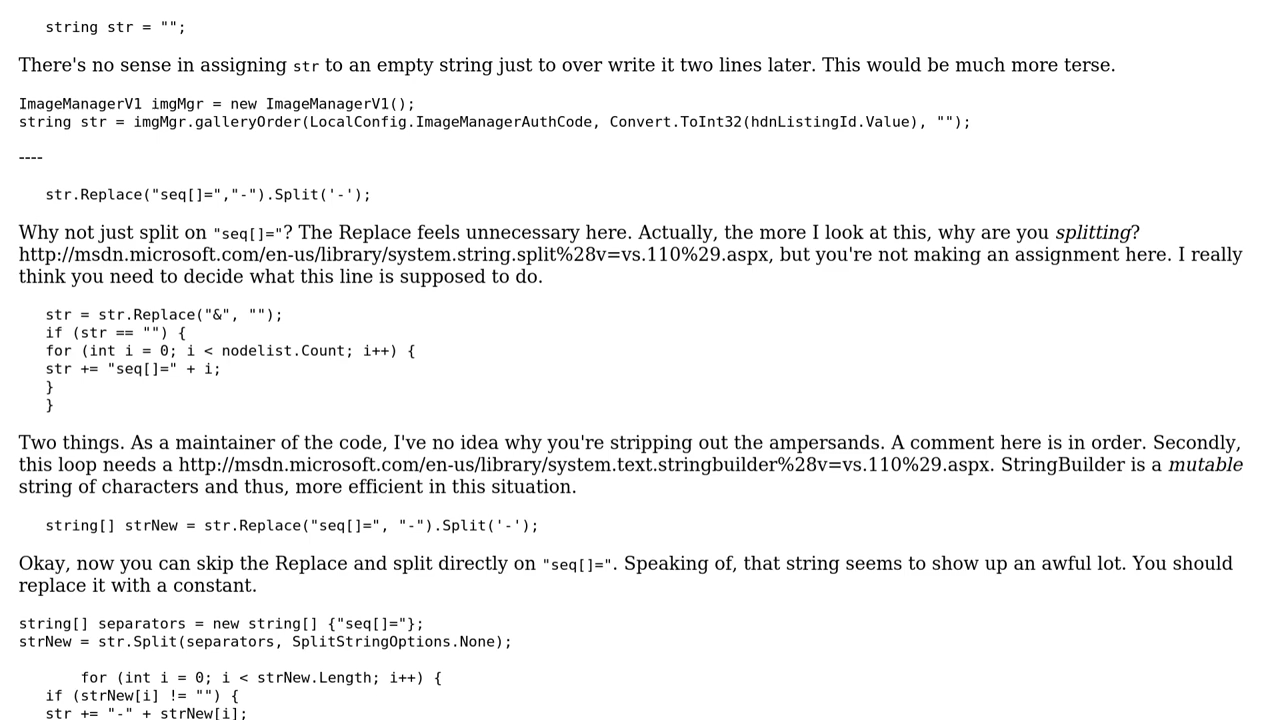 string str = "";
There's no sense in assigning str to an empty string just to over write it two lines later. This would be much more terse.
ImageManagerV1 imgMgr = new ImageManagerV1();
string str = imgMgr.galleryOrder(LocalConfig.ImageManagerAuthCode, Convert.ToInt32(hdnListingId.Value), "");
----
str.Replace("seq[]=","-").Split('-');
Why not just split on "seq[]="? The Replace feels unnecessary here. Actually, the more I look at this, why are you splitting?
http://msdn.microsoft.com/en-us/library/system.string.split%28v=vs.110%29.aspx, but you're not making an assignment here. I really
think you need to decide what this line is supposed to do.
str = str.Replace("&", "");
if (str == "") {
for (int i = 0; i < nodelist.Count; i++) {
str += "seq[]=" + i;
}
}
Two things. As a maintainer of the code, I've no idea why you're stripping out the ampersands. A comment here is in order. Secondly,
this loop needs a http://msdn.microsoft.com/en-us/library/system.text.stringbuilder%28v=vs.110%29.aspx. StringBuilder is a mutable
string of characters and thus, more efficient in this situation.
string[] strNew = str.Replace("seq[]=", "-").Split('-');
Okay, now you can skip the Replace and split directly on "seq[]=". Speaking of, that string seems to show up an awful lot. You should
replace it with a constant.
string[] separators = new string[] {"seq[]="};
strNew = str.Split(separators, SplitStringOptions.None);
for (int i = 0; i < strNew.Length; i++) {
if (strNew[i] != "") {
str += "-" + strNew[i];